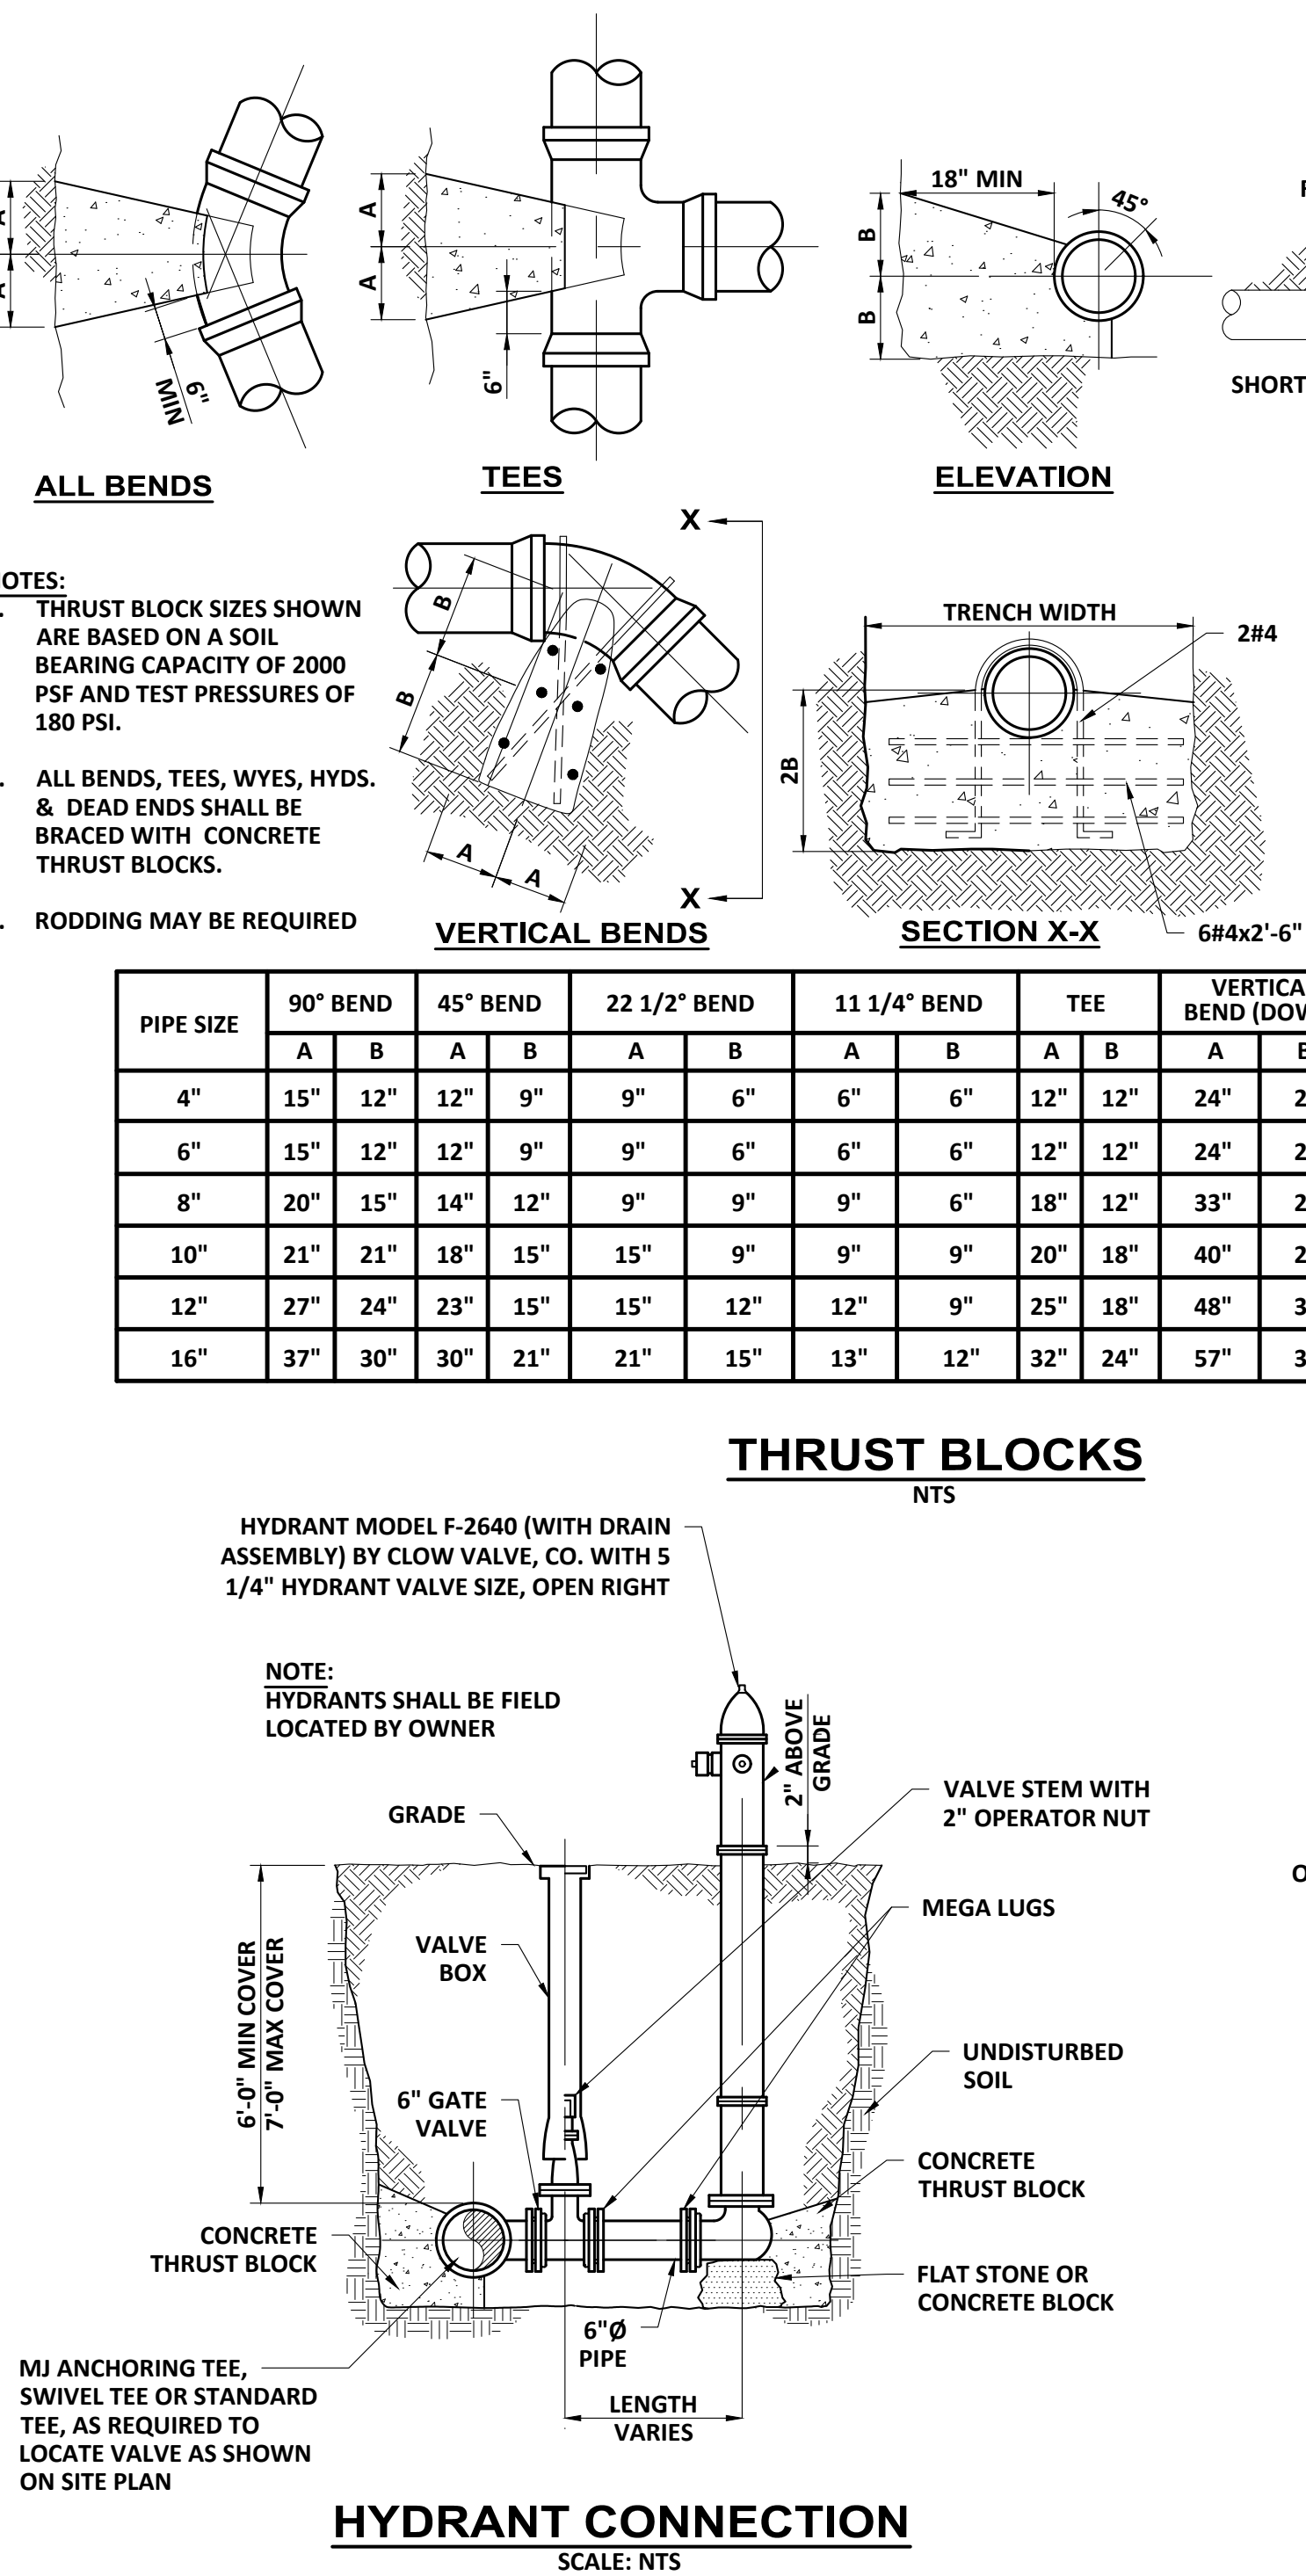 A
A
6"
MIN
ALL BENDS
A
A
6"
TEES
18" MIN
45°
B
B
ELEVATION
SHORT
NOTES:
. THRUST BLOCK SIZES SHOWN
ARE BASED ON A SOIL
BEARING CAPACITY OF 2000
PSF AND TEST PRESSURES OF
180 PSI.
. ALL BENDS, TEES, WYES, HYDS.
& DEAD ENDS SHALL BE
BRACED WITH CONCRETE
THRUST BLOCKS.
. RODDING MAY BE REQUIRED
X
B
B
A
A
X
VERTICAL BENDS
TRENCH WIDTH
2#4
2B
SECTION X-X
6#4x2'-6"
PIPE SIZE 90° BEND 45° BEND 22 1/2° BEND 11 1/4° BEND TEE VERTICA
BEND (DOW
A B A B A B A B A B A B
4" 15" 12" 12" 9" 9" 6" 6" 6" 12" 12" 24" 2
6" 15" 12" 12" 9" 9" 6" 6" 6" 12" 12" 24" 2
8" 20" 15" 14" 12" 9" 9" 9" 6" 18" 12" 33" 2
10" 21" 21" 18" 15" 15" 9" 9" 9" 20" 18" 40" 2
12" 27" 24" 23" 15" 15" 12" 12" 9" 25" 18" 48" 3
16" 37" 30" 30" 21" 21" 15" 13" 12" 32" 24" 57" 3
THRUST BLOCKS
NTS
HYDRANT MODEL F-2640 (WITH DRAIN
ASSEMBLY) BY CLOW VALVE, CO. WITH 5
1/4" HYDRANT VALVE SIZE, OPEN RIGHT
NOTE:
HYDRANTS SHALL BE FIELD
LOCATED BY OWNER
2" ABOVE
GRADE
GRADE
VALVE STEM WITH
2" OPERATOR NUT
MEGA LUGS
VALVE
BOX
6'-0" MIN COVER
7'-0" MAX COVER
6" GATE
VALVE
UNDISTURBED
SOIL
CONCRETE
THRUST BLOCK
CONCRETE
THRUST BLOCK
FLAT STONE OR
CONCRETE BLOCK
6"Ø
PIPE
MJ ANCHORING TEE,
SWIVEL TEE OR STANDARD
TEE, AS REQUIRED TO
LOCATE VALVE AS SHOWN
ON SITE PLAN
LENGTH
VARIES
HYDRANT CONNECTION
SCALE: NTS